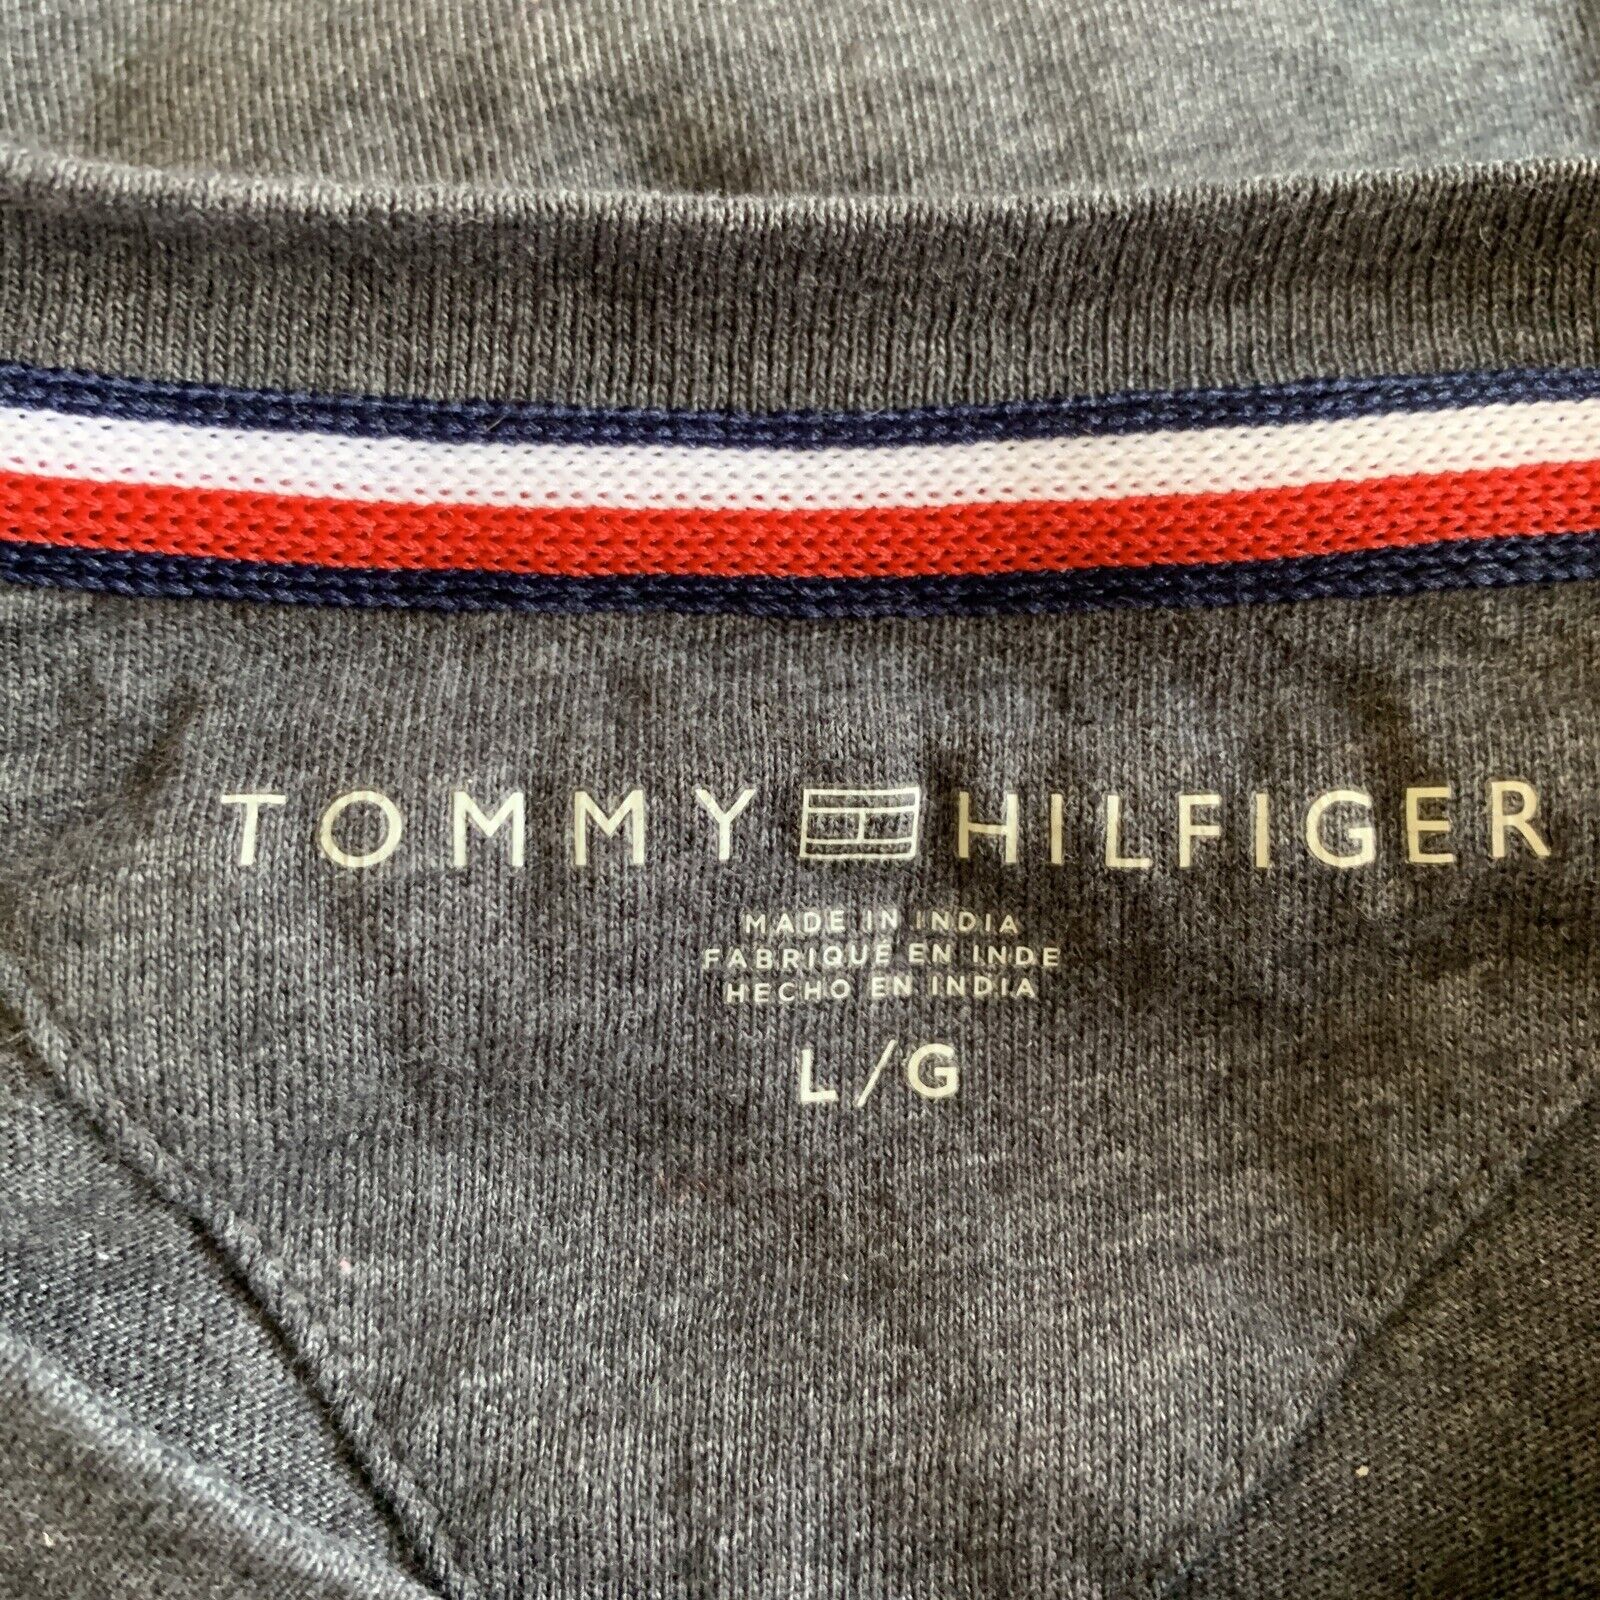 TOMMY HILFIGER
MADE IN INDIA
FABRIQUÉ EN INDE
HECHO EN INDIA
L/G